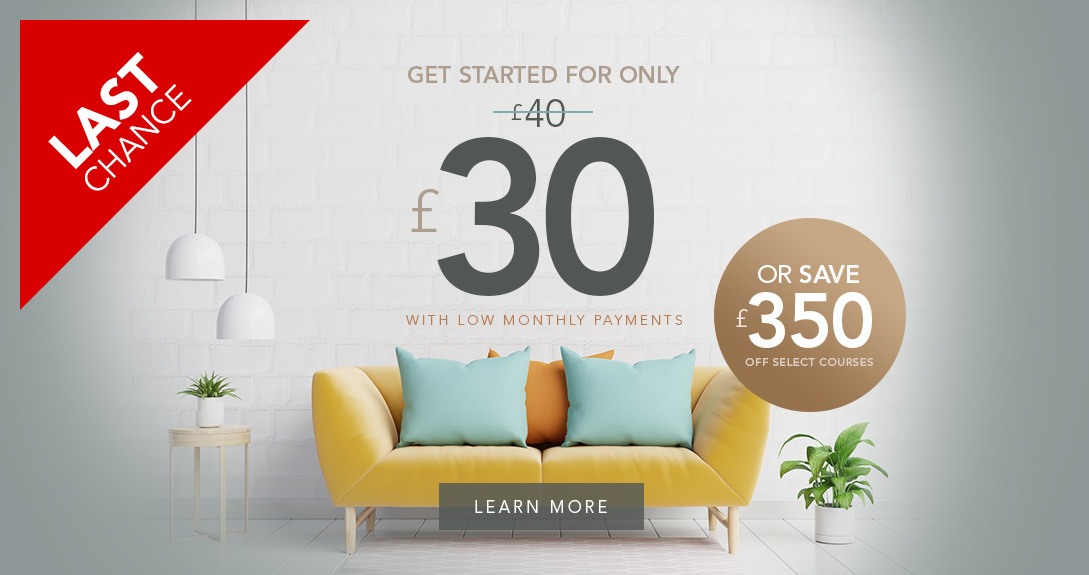 LAST
CHANCE
GET STARTED FOR ONLY
£40
£30
WITH LOW MONTHLY PAYMENTS
OR SAVE
£350
OFF SELECT COURSES
LEARN MORE